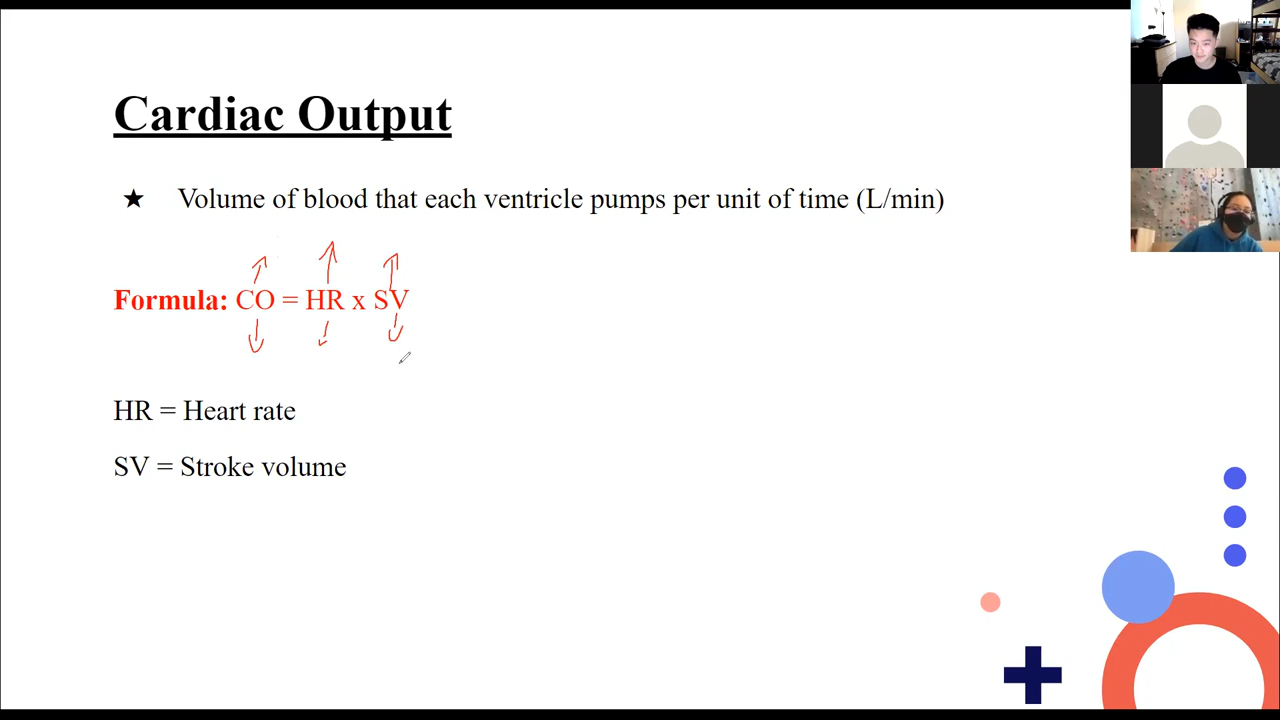 Cardiac Output
★ Volume of blood that each ventricle pumps per unit of time (L/min)
Formula: CO = HR x SV
HR = Heart rate
SV = Stroke volume